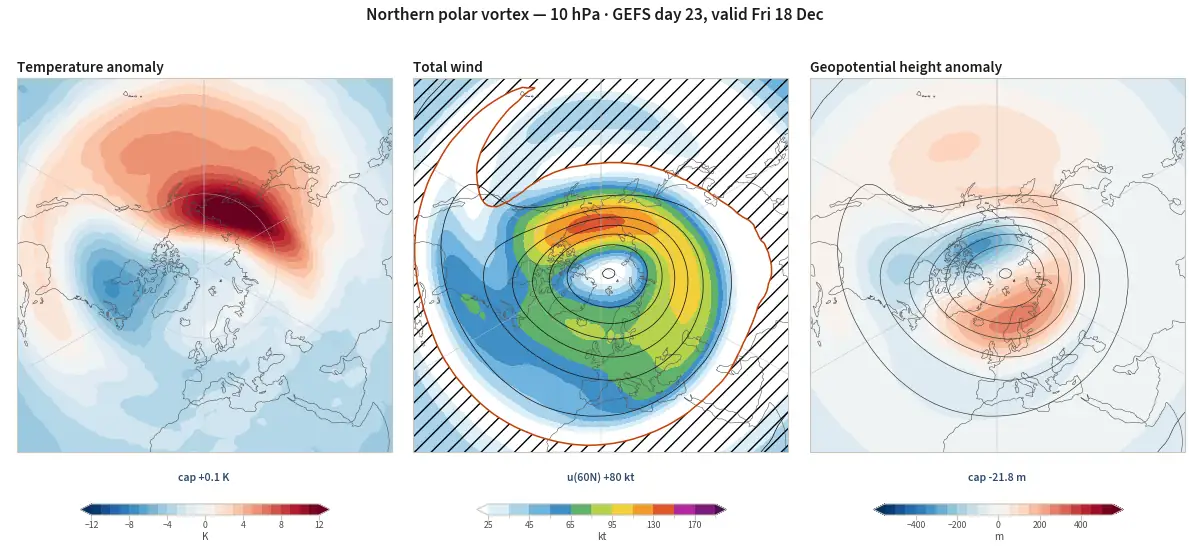 Northern polar vortex — 10 hPa · GEFS day 23, valid Fri 18 Dec
Temperature anomaly
Total wind
Geopotential height anomaly
cap +0.1 K
u(60N) +80 kt
cap -21.8 m
−12 −8 −4 0 4 8 12
K
25 45 65 95 130 170
kt
−400 −200 0 200 400
m